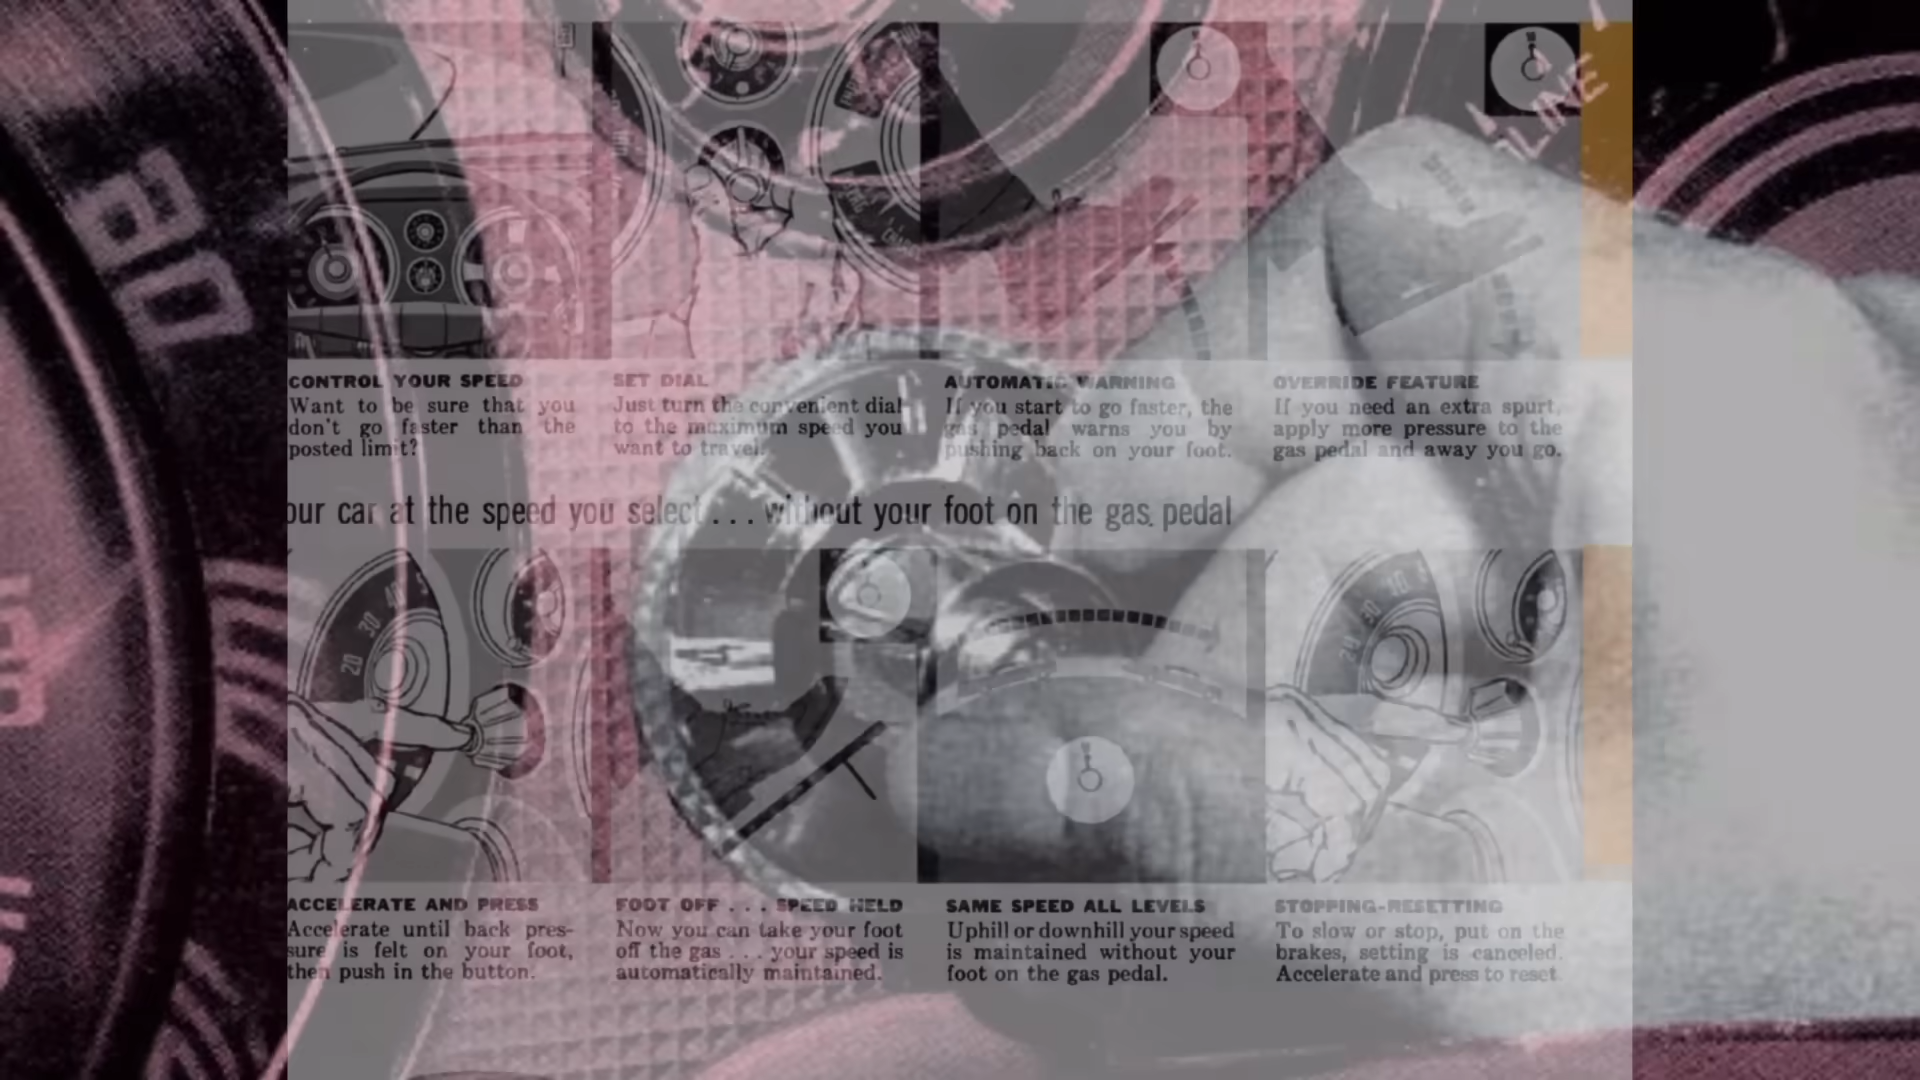 80
LINE
CONTROL YOUR SPEED
Want to be sure that you
don't go faster than the
posted limit?
SET DIAL
Just turn the convenient dial
to the maximum speed you
want to travel.
AUTOMATIC WARNING
If you start to go faster, the
gas pedal warns you by
pushing back on your foot.
OVERRIDE FEATURE
If you need an extra spurt,
apply more pressure to the
gas pedal and away you go.
our car at the speed you select... without your foot on the gas pedal
20 30 40
20 30 40
ACCELERATE AND PRESS
Accelerate until back pres-
sure is felt on your foot,
then push in the button.
FOOT OFF . . . SPEED HELD
Now you can take your foot
off the gas . . . your speed is
automatically maintained.
SAME SPEED ALL LEVELS
Uphill or downhill your speed
is maintained without your
foot on the gas pedal.
STOPPING-RESETTING
To slow or stop, put on the
brakes, setting is canceled.
Accelerate and press to reset.